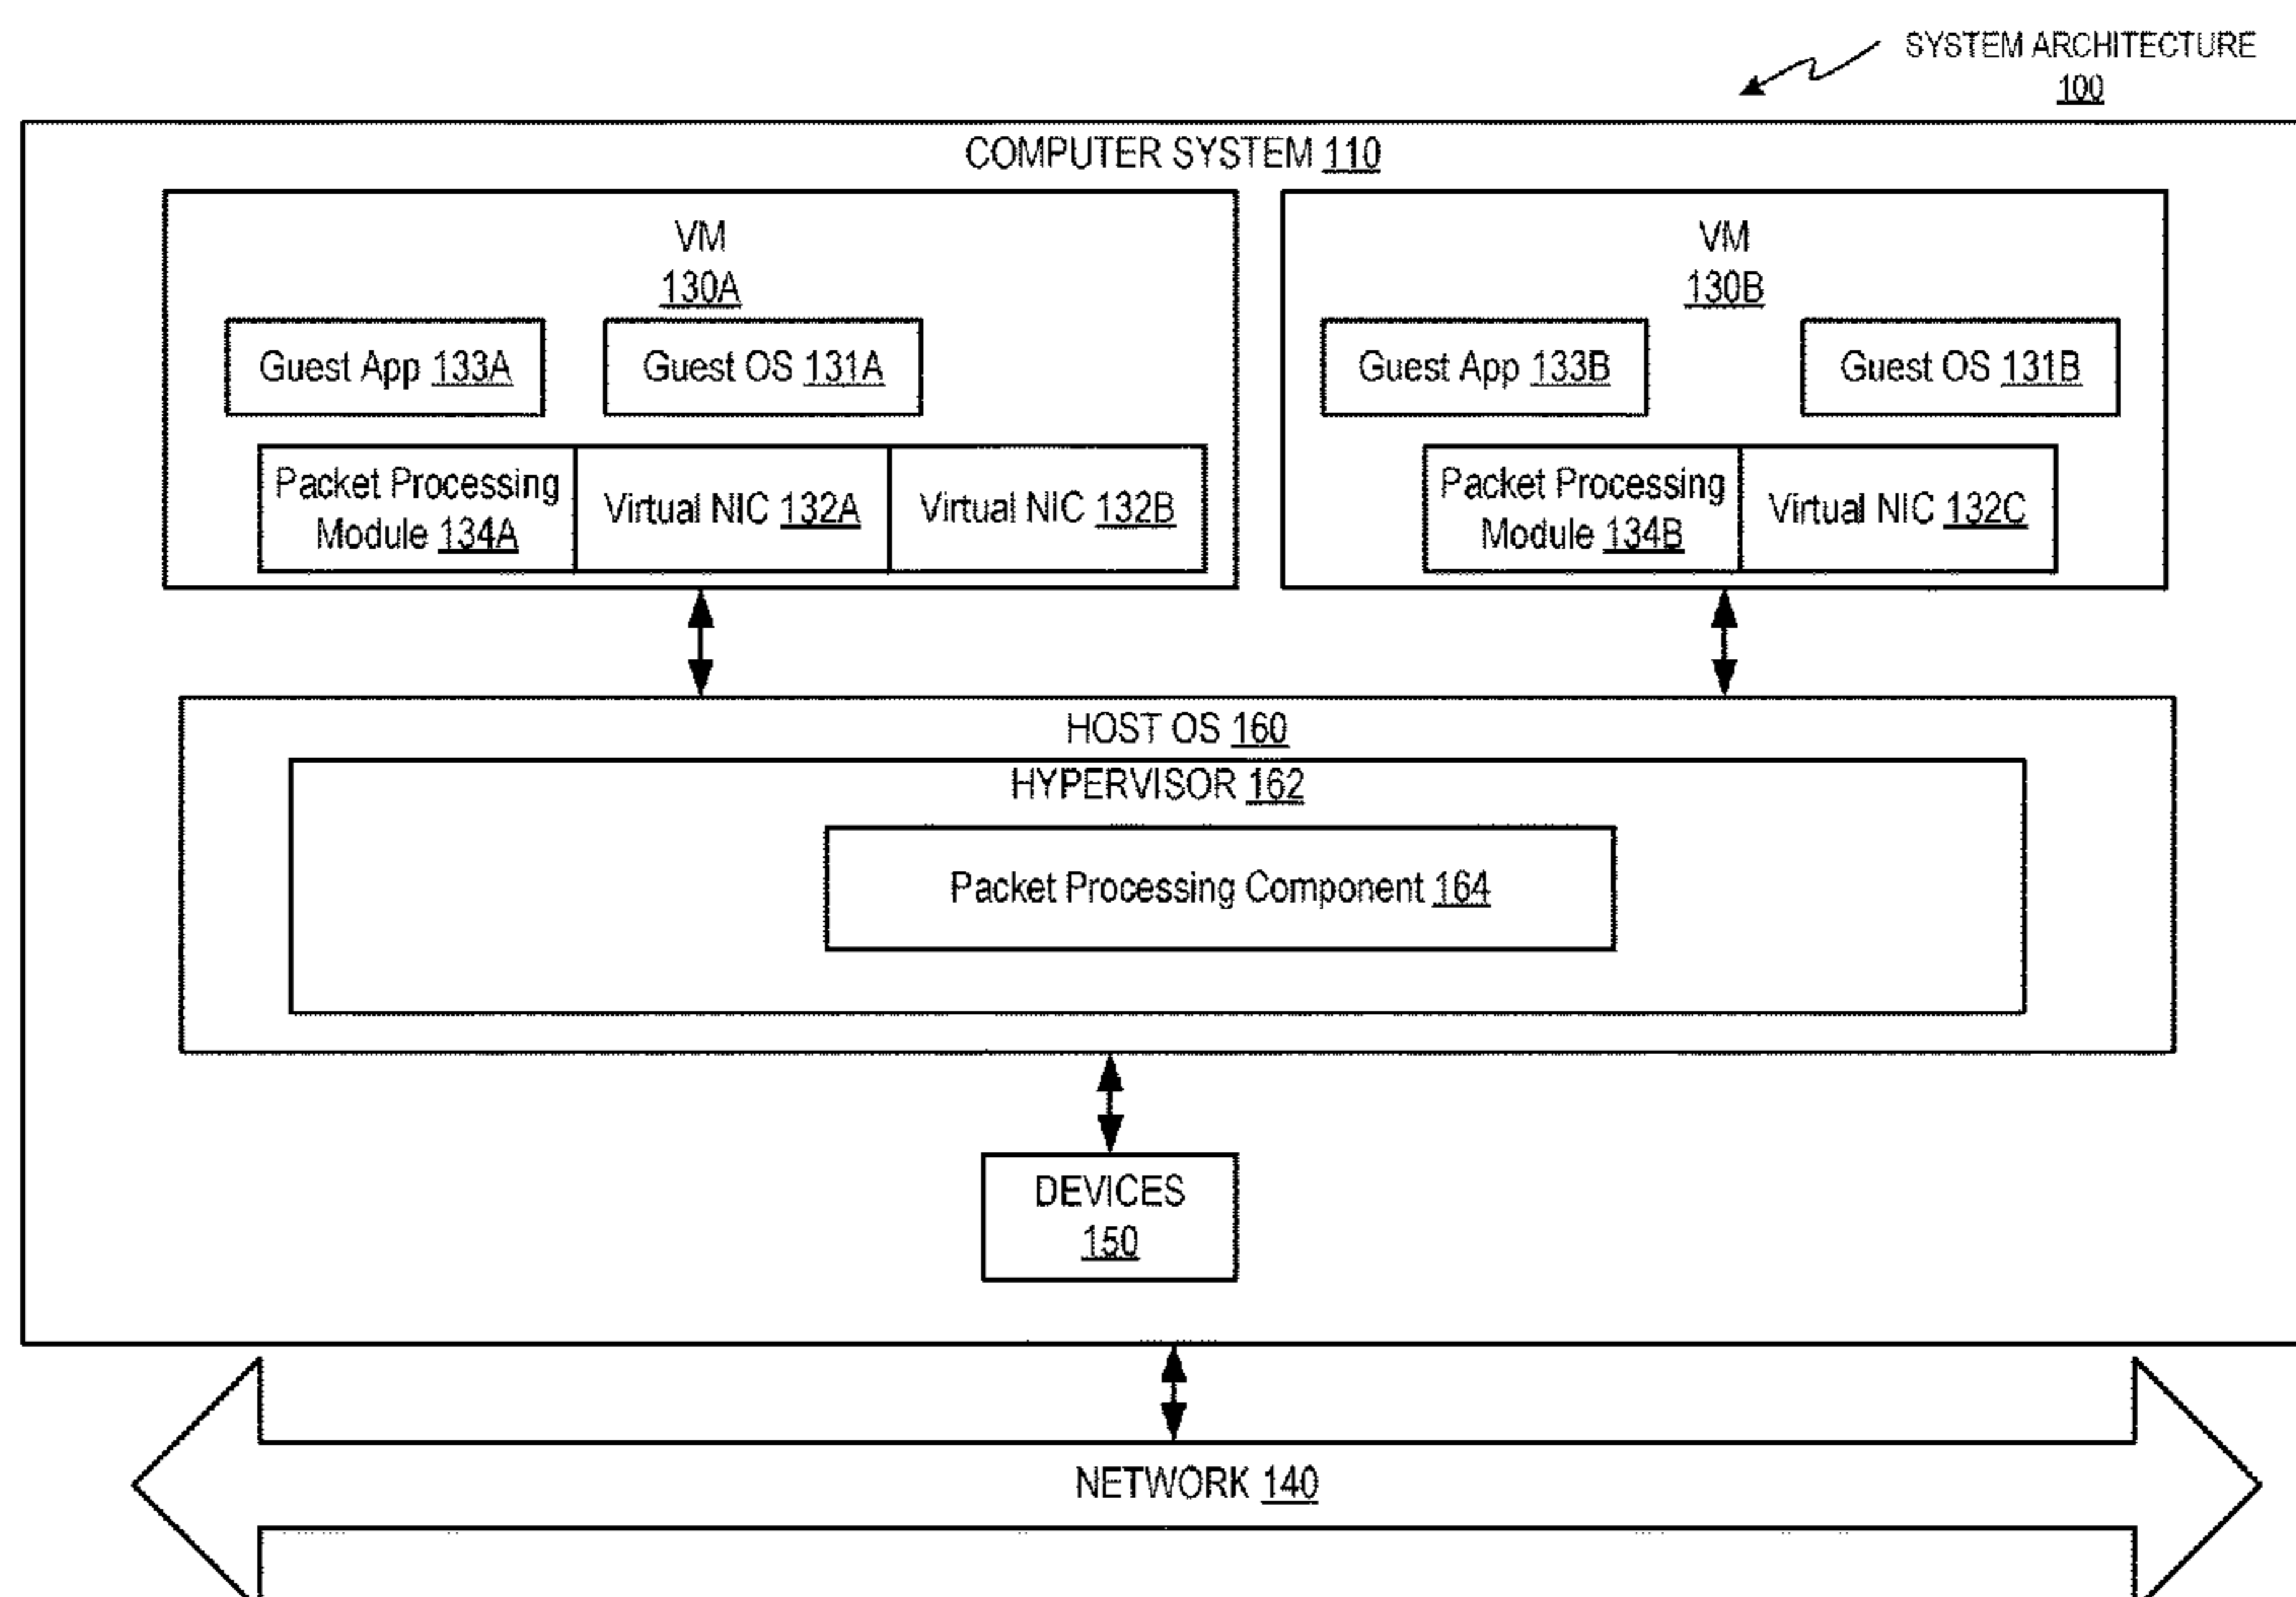 SYSTEM ARCHITECTURE
100
COMPUTER SYSTEM 110
VM
130A
Guest App 133A
Guest OS 131A
Packet Processing
Module 134A
Virtual NIC 132A
Virtual NIC 132B
VM
130B
Guest App 133B
Guest OS 131B
Packet Processing
Module 134B
Virtual NIC 132C
HOST OS 160
HYPERVISOR 162
Packet Processing Component 164
DEVICES
150
NETWORK 140